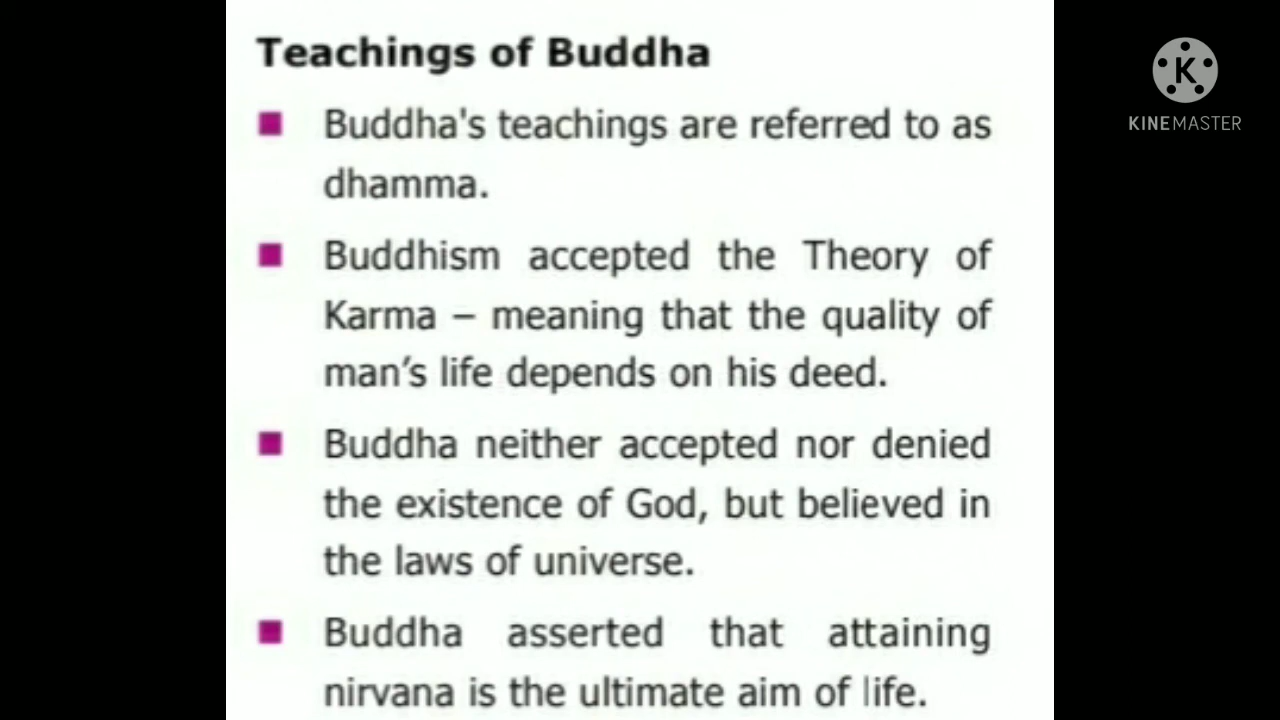 Teachings of Buddha
Buddha's teachings are referred to as
dhamma.
Buddhism accepted the Theory of
Karma – meaning that the quality of
man’s life depends on his deed.
Buddha neither accepted nor denied
the existence of God, but believed in
the laws of universe.
Buddha asserted that attaining
nirvana is the ultimate aim of life.
K
KINEMASTER